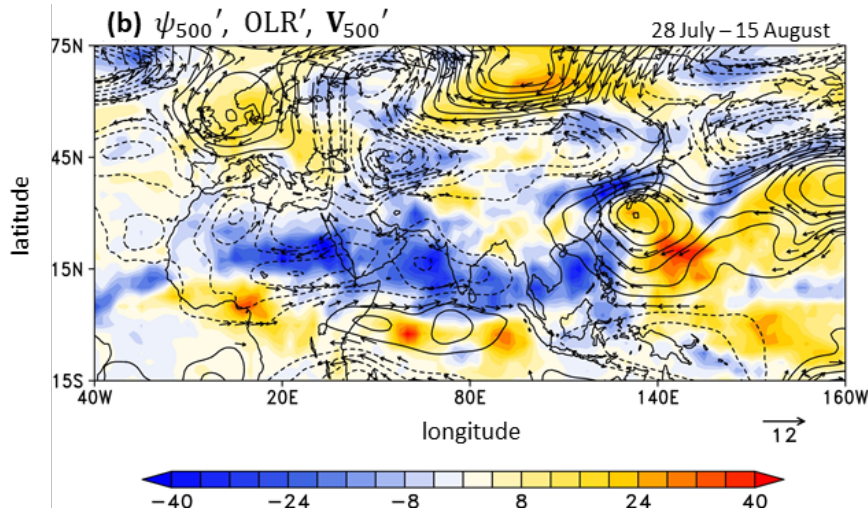 (b) ψ500′, OLR′, V500′
28 July – 15 August
75N
45N
15N
15S
latitude
40W 20E 80E 140E 160W
longitude
12
−40 −24 −8 8 24 40